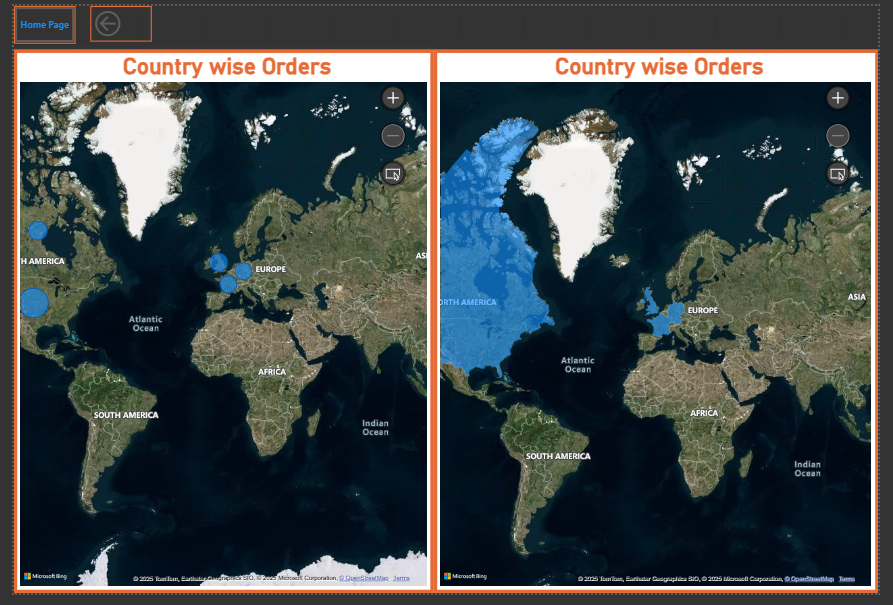 Home Page
Country wise Orders
H AMERICA
EUROPE
AS
Atlantic
Ocean
AFRICA
SOUTH AMERICA
Indian
Ocean
Microsoft Bing
© 2025 TomTom, Earthstar Geographics SIO, © 2025 Microsoft Corporation, © OpenStreetMap Terms
Country wise Orders
ORTH AMERICA
EUROPE
ASIA
Atlantic
Ocean
AFRICA
SOUTH AMERICA
Indian
Ocean
Microsoft Bing
© 2025 TomTom, Earthstar Geographics SIO, © 2025 Microsoft Corporation, © OpenStreetMap Terms